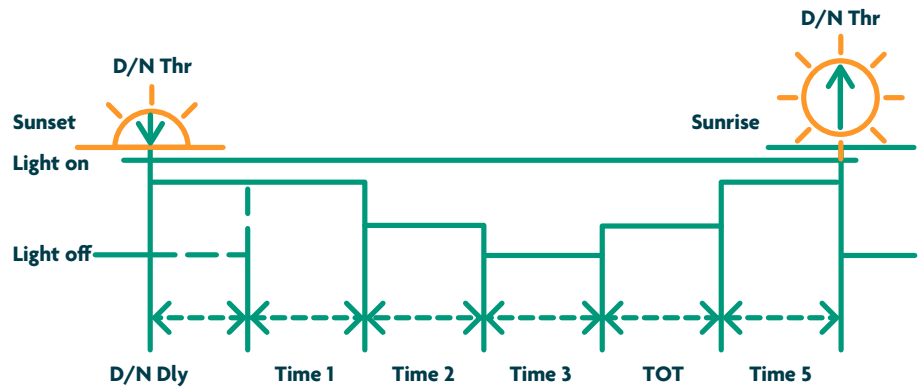 D/N Thr
D/N Thr
Sunset
Sunrise
Light on
Light off
D/N Dly
Time 1
Time 2
Time 3
TOT
Time 5